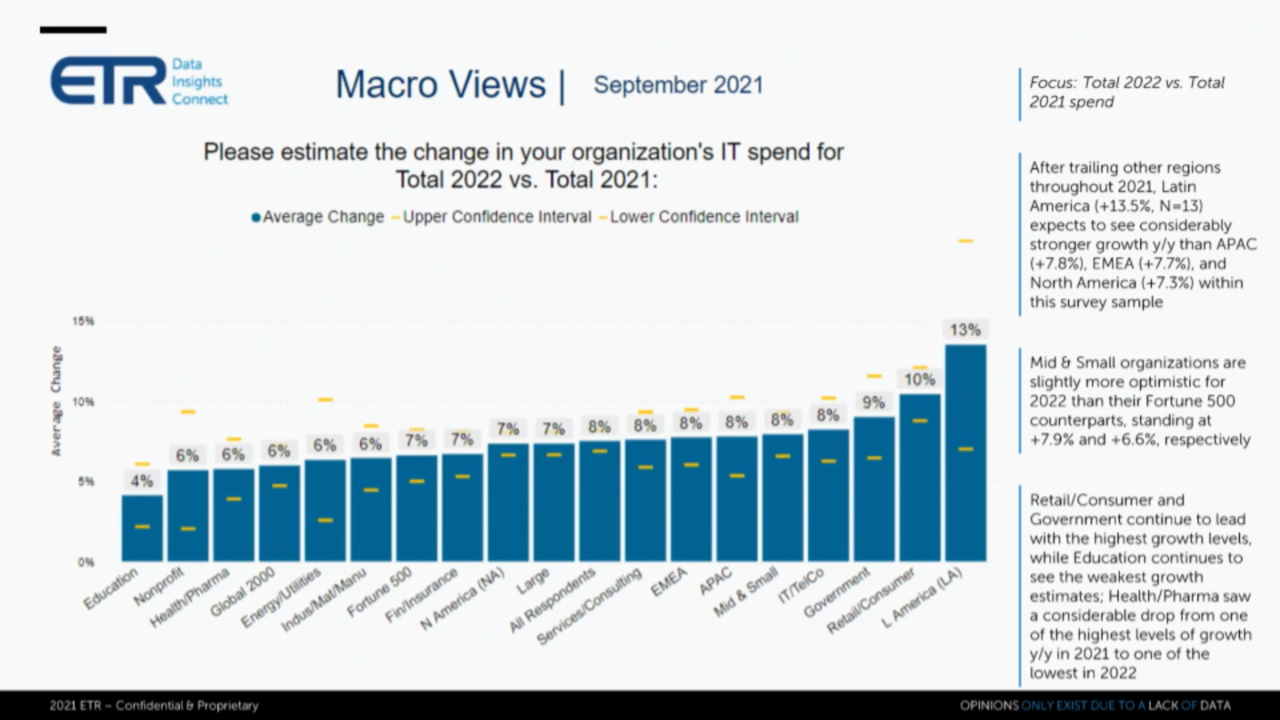 ETR
Data
Insights
Connect
Macro Views | September 2021
Please estimate the change in your organization's IT spend for
Total 2022 vs. Total 2021:
Average Change
Upper Confidence Interval
Lower Confidence Interval
Average Change
15%
10%
5%
0%
4%
6%
6%
6%
6%
6%
7%
7%
7%
7%
8%
8%
8%
8%
8%
8%
9%
10%
13%
Education
Nonprofit
Health/Pharma
Global 2000
Energy/Utilities
Indus/Mat/Manu
Fortune 500
Fin/Insurance
N America (NA)
Large
All Respondents
Services/Consulting
EMEA
APAC
Mid & Small
IT/TelCo
Government
Retail/Consumer
L America (LA)
Focus: Total 2022 vs. Total
2021 spend
After trailing other regions
throughout 2021, Latin
America (+13.5%, N=13)
expects to see considerably
stronger growth y/y than APAC
(+7.8%), EMEA (+7.7%), and
North America (+7.3%) within
this survey sample
Mid & Small organizations are
slightly more optimistic for
2022 than their Fortune 500
counterparts, standing at
+7.9% and +6.6%, respectively
Retail/Consumer and
Government continue to lead
with the highest growth levels,
while Education continues to
see the weakest growth
estimates; Health/Pharma saw
a considerable drop from one
of the highest levels of growth
y/y in 2021 to one of the
lowest in 2022
2021 ETR – Confidential & Proprietary
OPINIONS ONLY EXIST DUE TO A LACK OF DATA